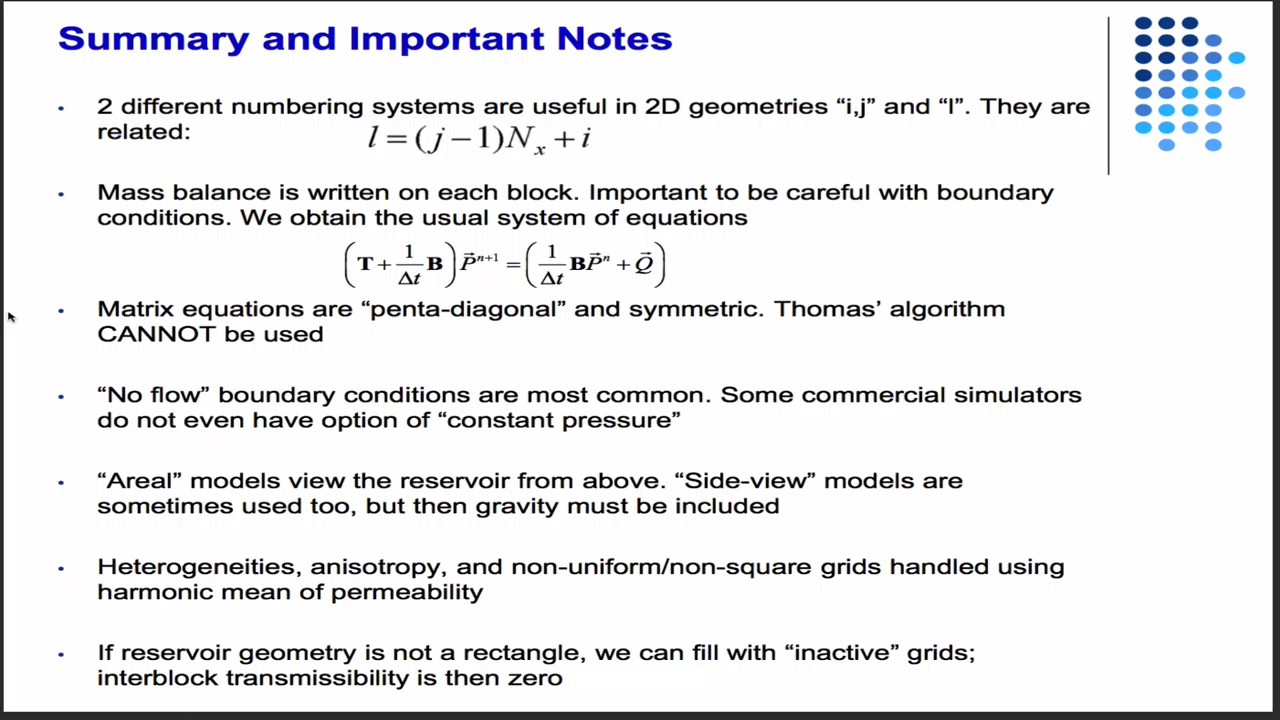 Summary and Important Notes
• 2 different numbering systems are useful in 2D geometries “i,j” and “l”. They are
related:
l = (j − 1)Nₓ + i
• Mass balance is written on each block. Important to be careful with boundary
conditions. We obtain the usual system of equations
(T + 1/Δt B) P⃗ⁿ⁺¹ = (1/Δt BP⃗ⁿ + Q⃗)
• Matrix equations are “penta-diagonal” and symmetric. Thomas’ algorithm
CANNOT be used
• “No flow” boundary conditions are most common. Some commercial simulators
do not even have option of “constant pressure”
• “Areal” models view the reservoir from above. “Side-view” models are
sometimes used too, but then gravity must be included
• Heterogeneities, anisotropy, and non-uniform/non-square grids handled using
harmonic mean of permeability
• If reservoir geometry is not a rectangle, we can fill with “inactive” grids;
interblock transmissibility is then zero